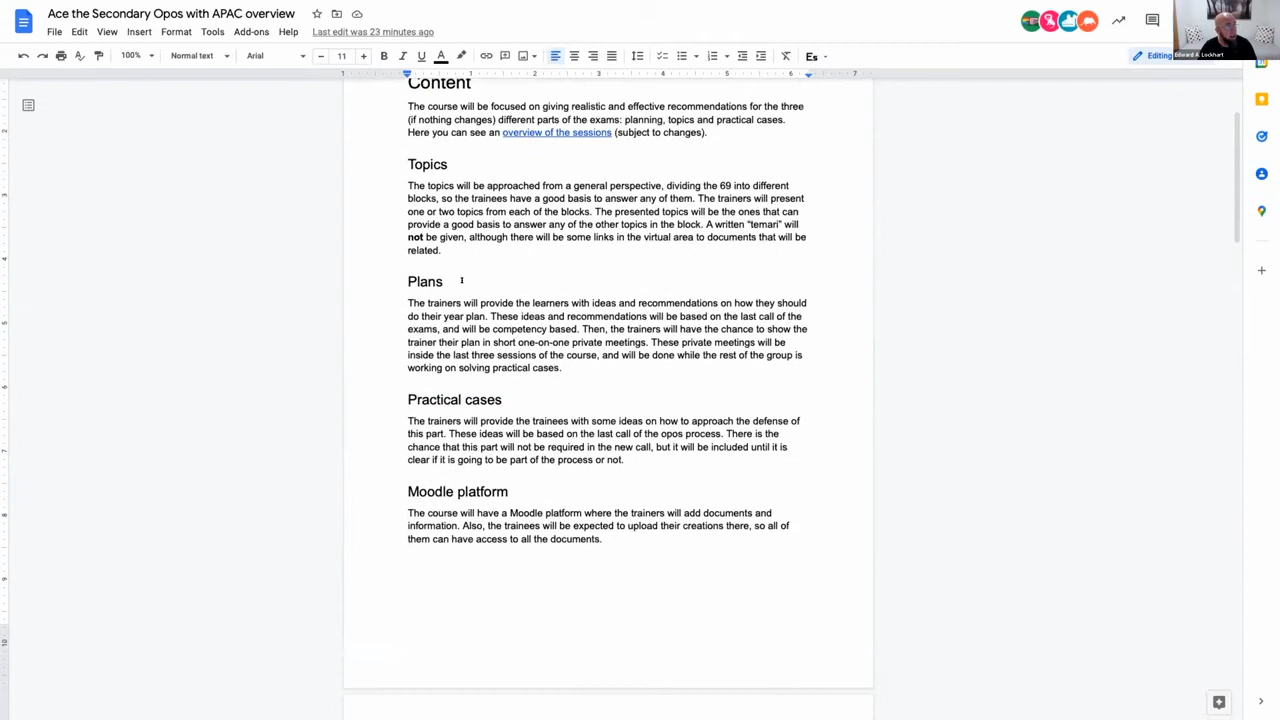 Ace the Secondary Opos with APAC overview
File Edit View Insert Format Tools Add-ons Help Last edit was 23 minutes ago
100% Normal text Arial 11 B I U A Es Editing
Edward A. Lockhart
1 1 2 3 4 5 6 7
Content
The course will be focused on giving realistic and effective recommendations for the three
(if nothing changes) different parts of the exams: planning, topics and practical cases.
Here you can see an overview of the sessions (subject to changes).
Topics
The topics will be approached from a general perspective, dividing the 69 into different
blocks, so the trainees have a good basis to answer any of them. The trainers will present
one or two topics from each of the blocks. The presented topics will be the ones that can
provide a good basis to answer any of the other topics in the block. A written “temari” will
not be given, although there will be some links in the virtual area to documents that will be
related.
Plans
The trainers will provide the learners with ideas and recommendations on how they should
do their year plan. These ideas and recommendations will be based on the last call of the
exams, and will be competency based. Then, the trainers will have the chance to show the
trainer their plan in short one-on-one private meetings. These private meetings will be
inside the last three sessions of the course, and will be done while the rest of the group is
working on solving practical cases.
Practical cases
The trainers will provide the trainees with some ideas on how to approach the defense of
this part. These ideas will be based on the last call of the opos process. There is the
chance that this part will not be required in the new call, but it will be included until it is
clear if it is going to be part of the process or not.
Moodle platform
The course will have a Moodle platform where the trainers will add documents and
information. Also, the trainees will be expected to upload their creations there, so all of
them can have access to all the documents.